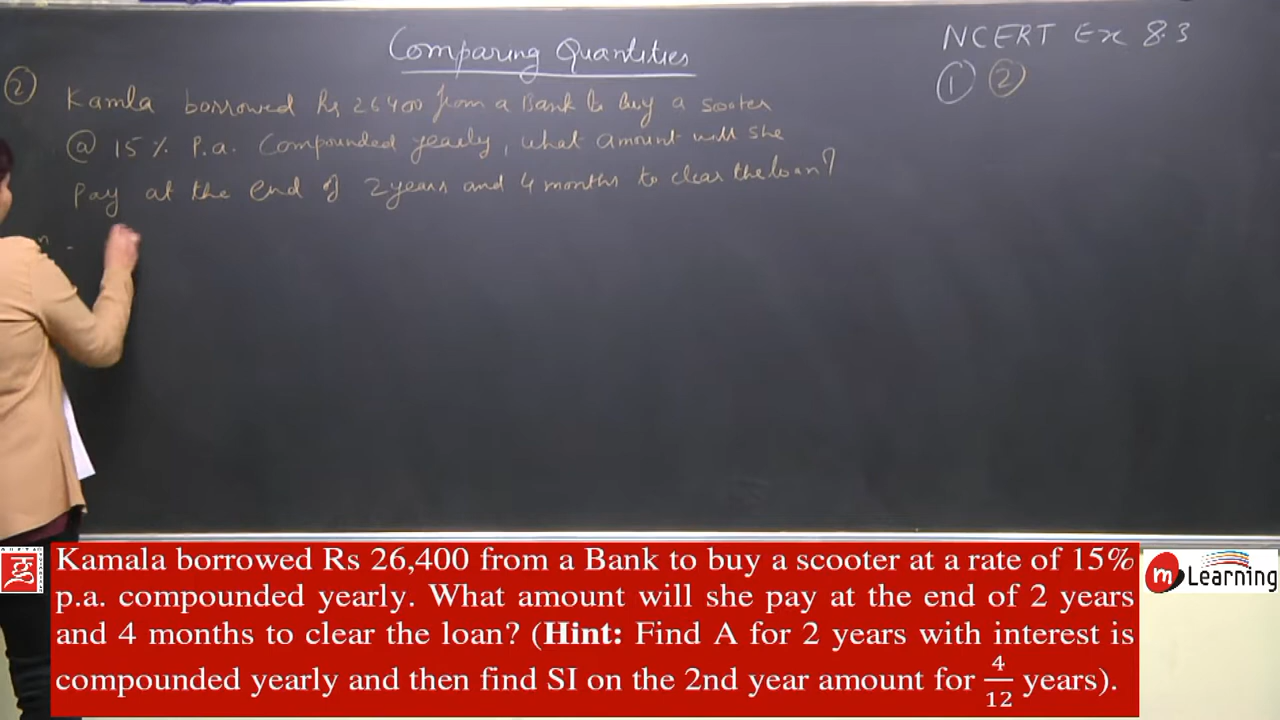 Comparing Quantities
NCERT Ex 8.3
① ②
② Kamla borrowed Rs 26400 from a Bank to buy a scooter
@ 15% P.a. Compounded yearly, what amount will she
Pay at the end of 2 years and 4 months to clear the loan?
Kamala borrowed Rs 26,400 from a Bank to buy a scooter at a rate of 15%
p.a. compounded yearly. What amount will she pay at the end of 2 years
and 4 months to clear the loan? (Hint: Find A for 2 years with interest is
compounded yearly and then find SI on the 2nd year amount for 4/12 years).
m Learning